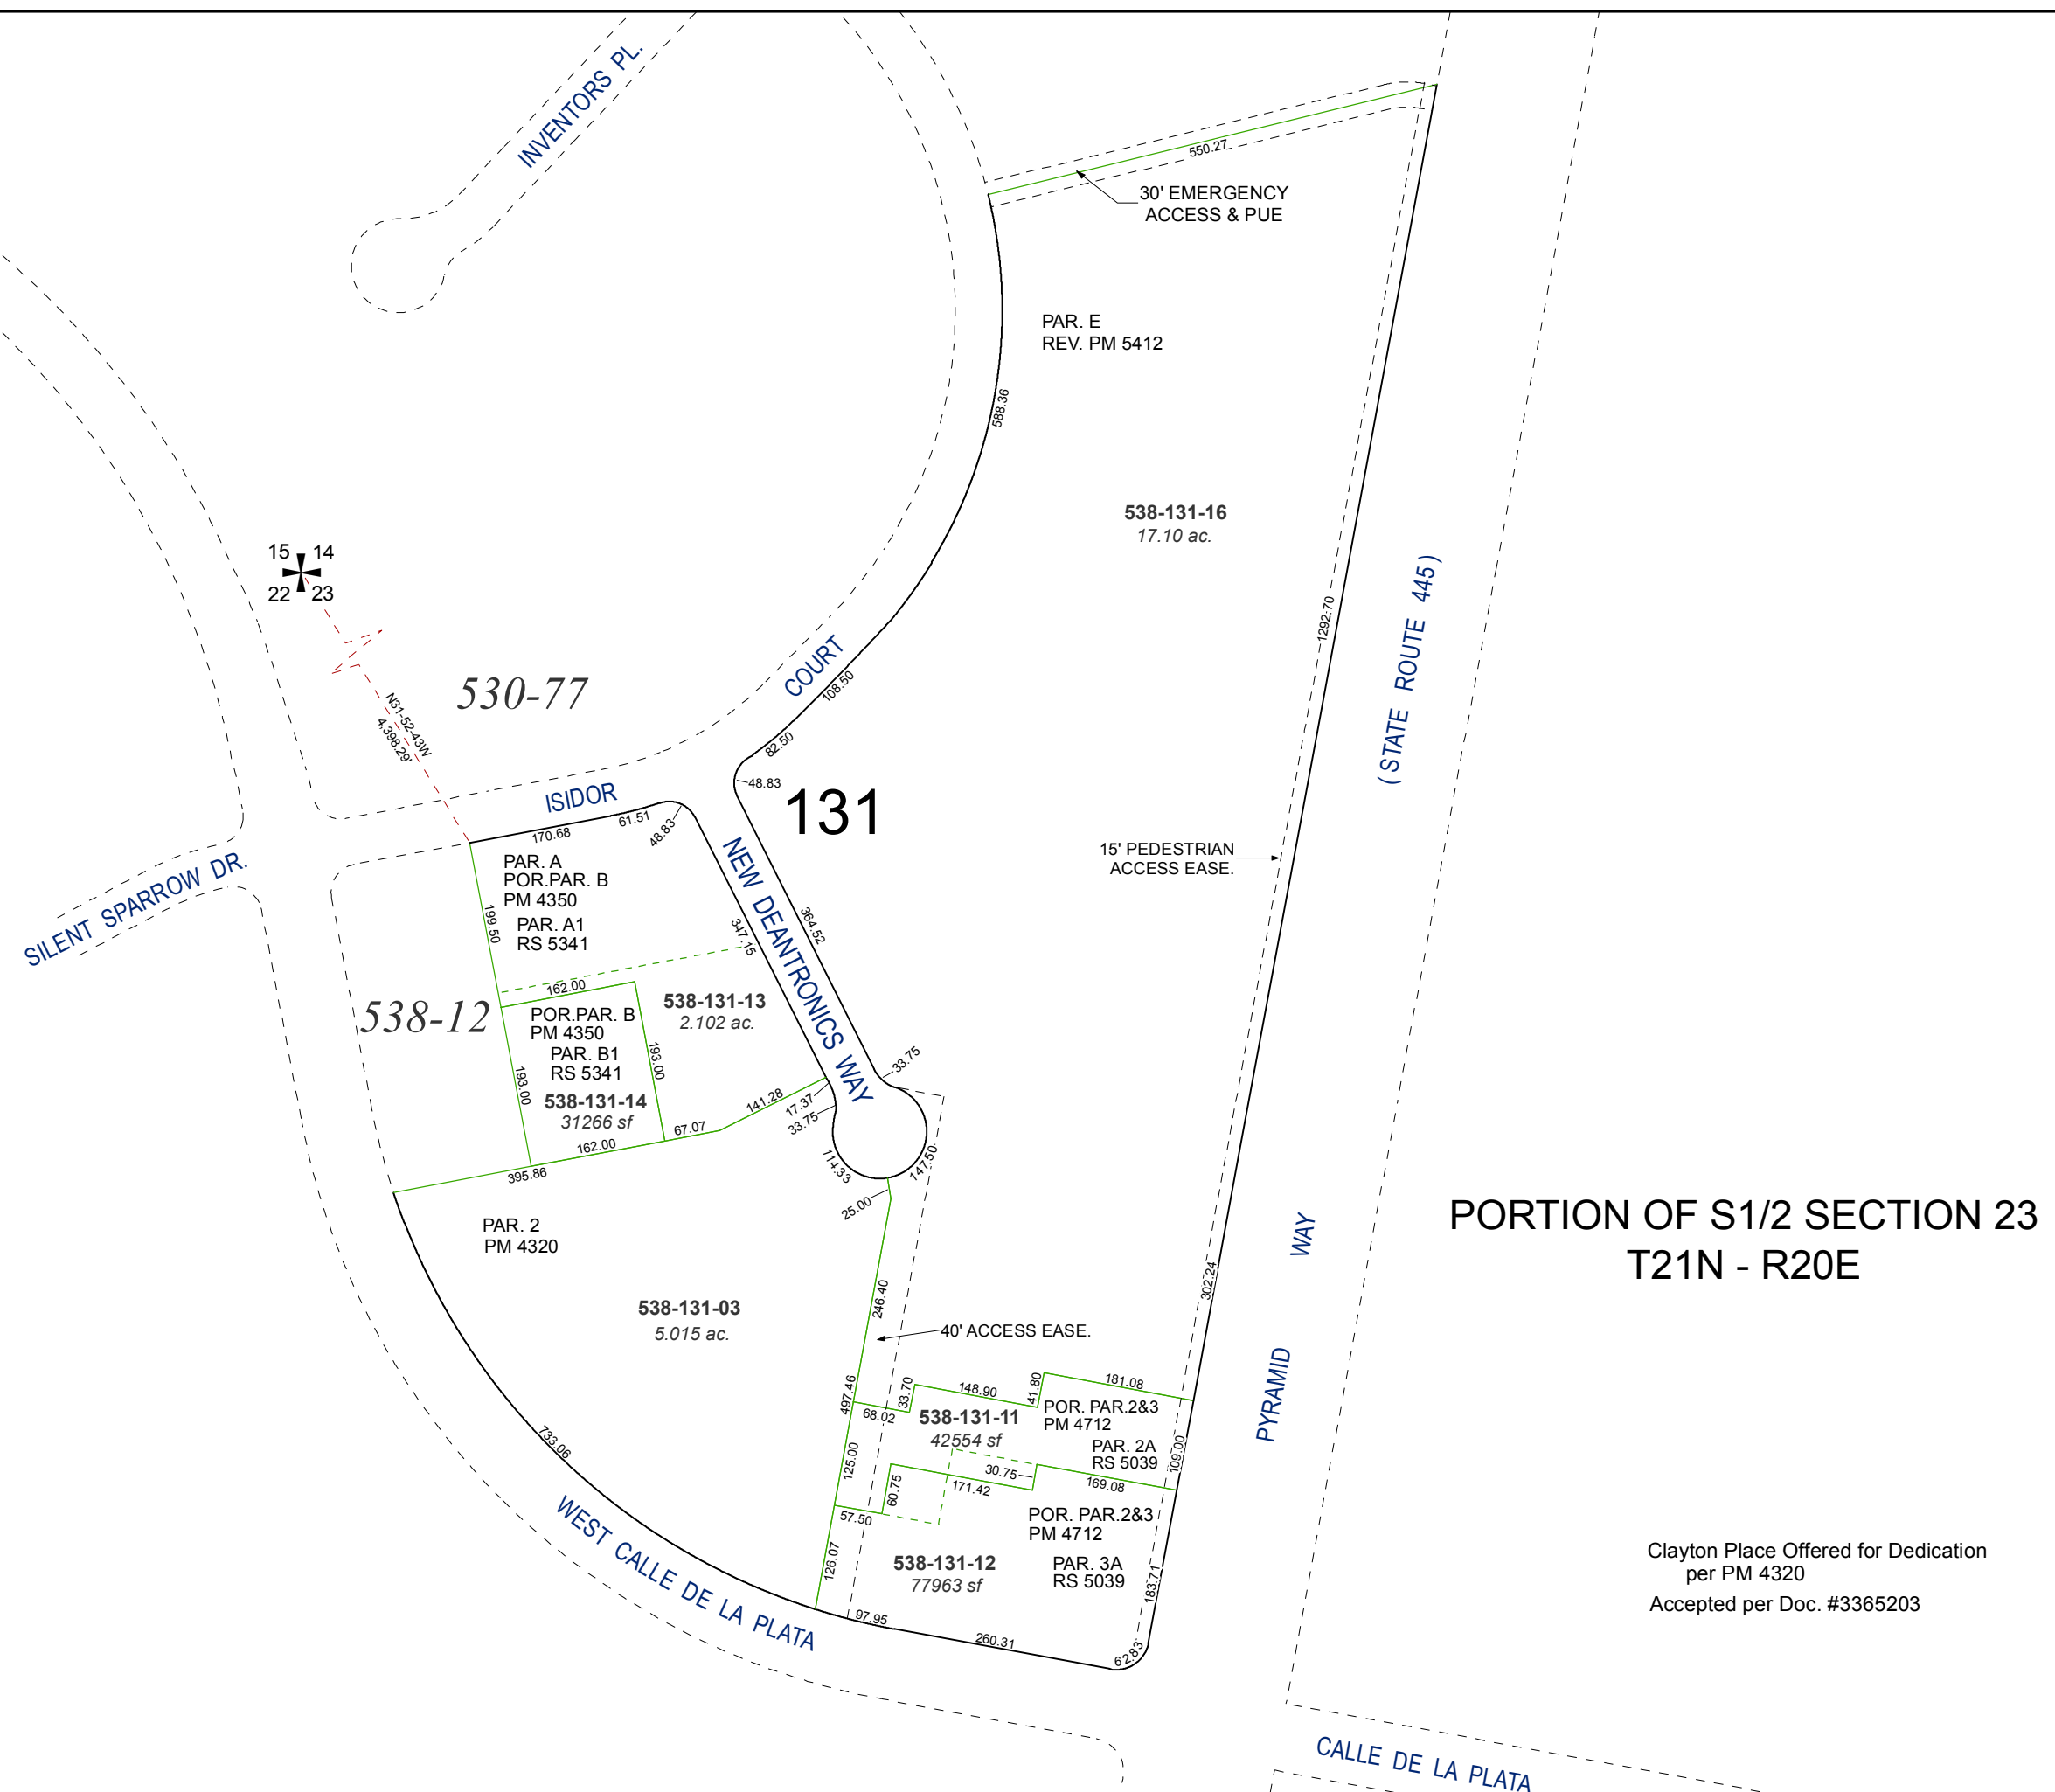 INVENTORS PL.
550.27
30' EMERGENCY
ACCESS & PUE
PAR. E
REV. PM 5412
588.36
538-131-16
17.10 ac.
15 14
22 23
1292.70
( STATE ROUTE 445 )
530-77
N31-52-43W
4,398.29'
COURT
108.50
82.50
48.83
131
ISIDOR
170.68
61.51
48.83
SILENT SPARROW DR.
PAR. A
POR.PAR. B
PM 4350
PAR. A1
RS 5341
199.50
NEW DEANTRONICS WAY
347.15
364.52
15' PEDESTRIAN
ACCESS EASE.
538-12
162.00
538-131-13
2.102 ac.
POR.PAR. B
PM 4350
PAR. B1
RS 5341
193.00
193.00
538-131-14
31266 sf
141.28
17.37
33.75
33.75
67.07
162.00
395.86
114.33
147.50
25.00
PAR. 2
PM 4320
PORTION OF S1/2 SECTION 23
T21N - R20E
WAY
302.24
246.40
538-131-03
5.015 ac.
40' ACCESS EASE.
PYRAMID
497.46
68.02
33.70
148.90
41.80
181.08
538-131-11
42554 sf
POR. PAR.2&3
PM 4712
PAR. 2A
RS 5039
109.00
125.00
733.06
60.75
30.75
171.42
169.08
57.50
POR. PAR.2&3
PM 4712
538-131-12
77963 sf
PAR. 3A
RS 5039
126.07
183.71
WEST CALLE DE LA PLATA
97.95
260.31
62.83
Clayton Place Offered for Dedication
per PM 4320
Accepted per Doc. #3365203
CALLE DE LA PLATA